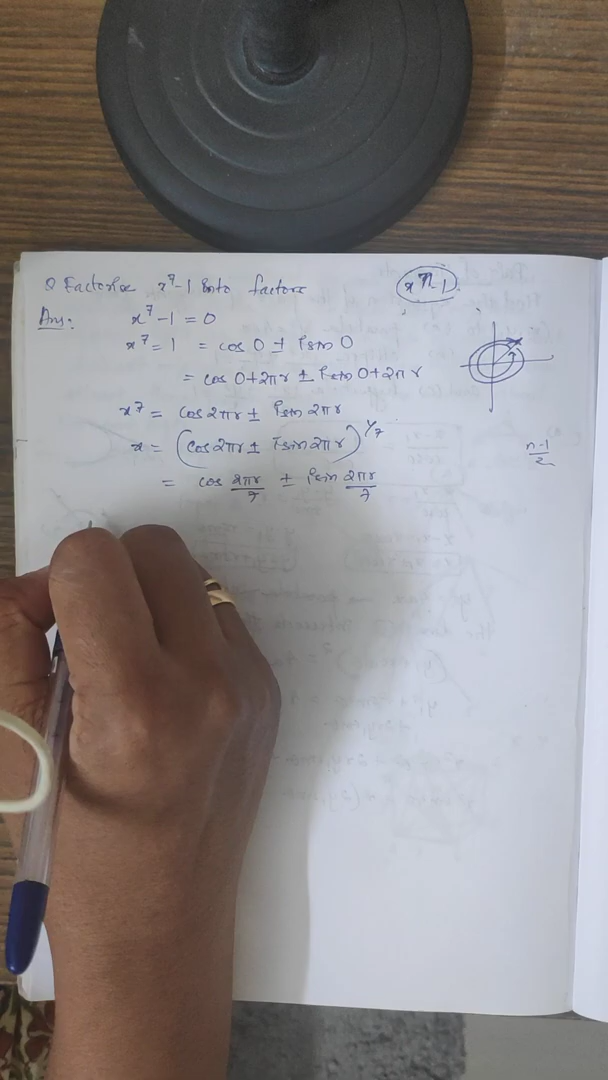 Q Factorise x⁷-1 into factors
xⁿ-1
Ans:
x⁷-1 = 0
x⁷ = 1 = cos 0 ± i sin 0
= cos 0+2πr ± i sin 0+2πr
x⁷ = cos 2πr ± i sin 2πr
x = (cos 2πr ± i sin 2πr)^1/7
= cos 2πr/7 ± i sin 2πr/7
n-1/2